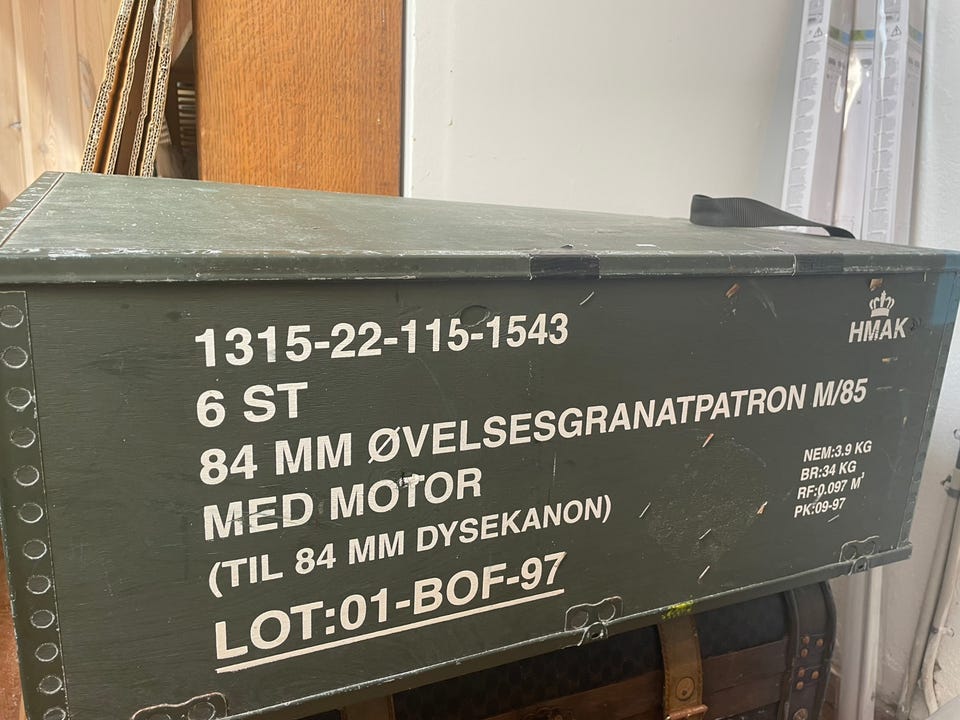 1315-22-115-1543
6 ST
84 MM ØVELSESGRANATPATRON M/85
MED MOTOR
(TIL 84 MM DYSEKANON)
LOT:01-BOF-97
HMAK
NEM:3.9 KG
BR:34 KG
RF:0.097 M³
PK:09-97